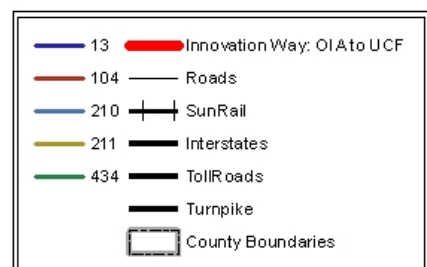 13 Innovation Way: OIA to UCF
104 Roads
210 SunRail
211 Interstates
434 TollRoads
Turnpike
County Boundaries